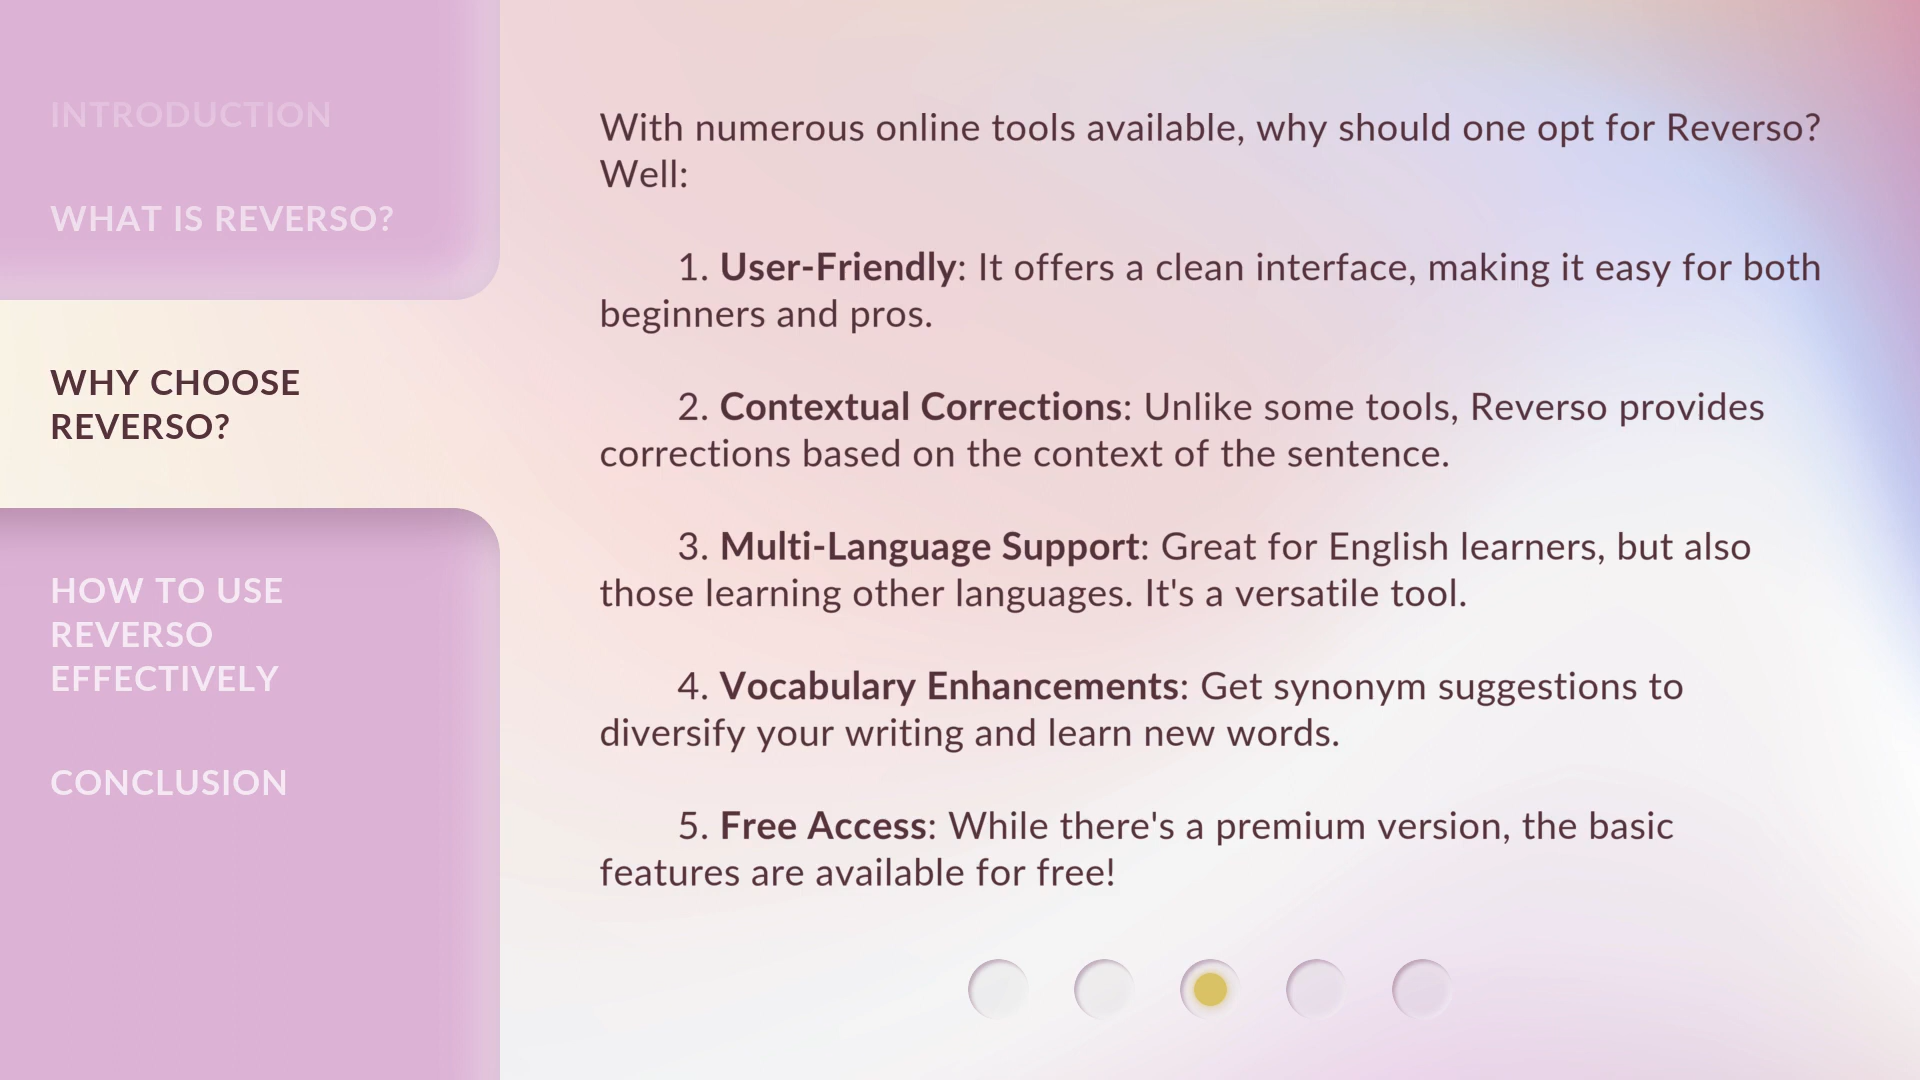 INTRODUCTION
WHAT IS REVERSO?
WHY CHOOSE
REVERSO?
HOW TO USE
REVERSO
EFFECTIVELY
CONCLUSION
With numerous online tools available, why should one opt for Reverso?
Well:
1. User-Friendly: It offers a clean interface, making it easy for both
beginners and pros.
2. Contextual Corrections: Unlike some tools, Reverso provides
corrections based on the context of the sentence.
3. Multi-Language Support: Great for English learners, but also
those learning other languages. It's a versatile tool.
4. Vocabulary Enhancements: Get synonym suggestions to
diversify your writing and learn new words.
5. Free Access: While there's a premium version, the basic
features are available for free!